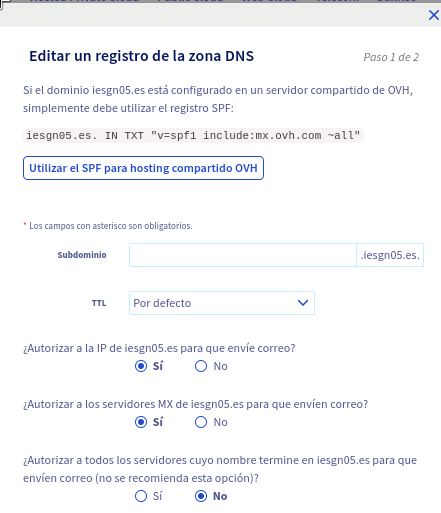 Editar un registro de la zona DNS
Paso 1 de 2
Si el dominio iesgn05.es está configurado en un servidor compartido de OVH,
simplemente debe utilizar el registro SPF:
iesgn05.es. IN TXT "v=spf1 include:mx.ovh.com ~all"
Utilizar el SPF para hosting compartido OVH
* Los campos con asterisco son obligatorios.
Subdominio
.iesgn05.es.
TTL
Por defecto
¿Autorizar a la IP de iesgn05.es para que envíe correo?
Sí
No
¿Autorizar a los servidores MX de iesgn05.es para que envíen correo?
Sí
No
¿Autorizar a todos los servidores cuyo nombre termine en iesgn05.es para que
envíen correo (no se recomienda esta opción)?
Sí
No